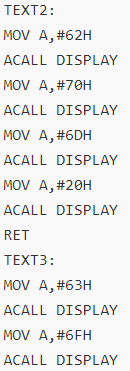 TEXT2:
MOV A,#62H
ACALL DISPLAY
MOV A,#70H
ACALL DISPLAY
MOV A,#6DH
ACALL DISPLAY
MOV A,#20H
ACALL DISPLAY
RET
TEXT3:
MOV A,#63H
ACALL DISPLAY
MOV A,#6FH
ACALL DISPLAY